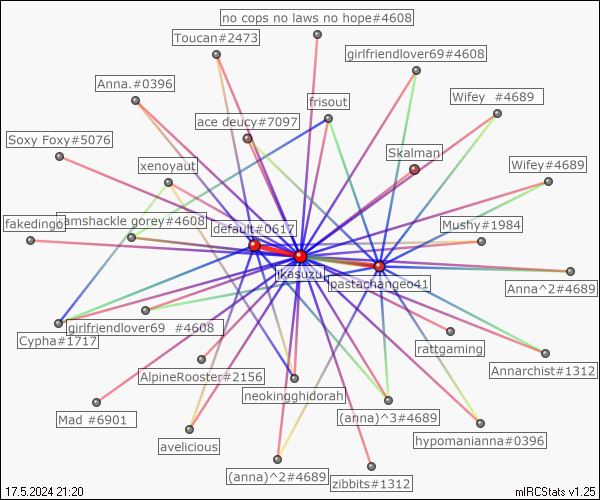 no cops no laws no hope#4608
Toucan#2473
girlfriendlover69#4608
Anna.#0396
Wifey #4689
frisout
ace deucy#7097
Soxy Foxy#5076
Skalman
xenoyaut
Wifey#4689
fakedingo
amshackle gorey#4608
default#0617
Mushy#1984
ikasuzu
pastachangeo41
Anna^2#4689
girlfriendlover69 #4608
Cypha#1717
rattgaming
Annarchist#1312
AlpineRooster#2156
neokingghidorah
Mad #6901
(anna)^3#4689
hypomanianna#0396
avelicious
(anna)^2#4689
zibbits#1312
17.5.2024 21:20
mIRCStats v1.25